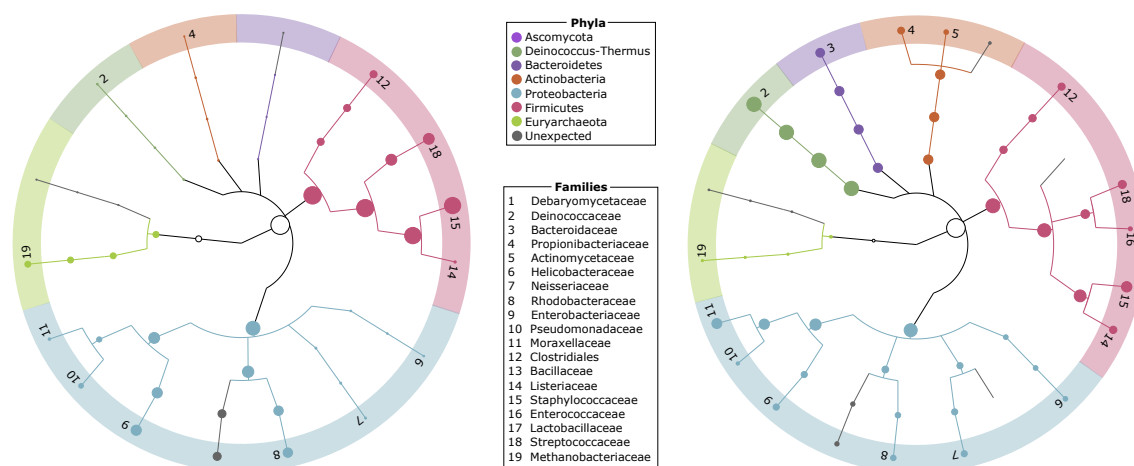 Phyla
Ascomycota
Deinococcus-Thermus
Bacteroidetes
Actinobacteria
Proteobacteria
Firmicutes
Euryarchaeota
Unexpected
Families
1 Debaryomycetaceae
2 Deinococcaceae
3 Bacteroidaceae
4 Propionibacteriaceae
5 Actinomycetaceae
6 Helicobacteraceae
7 Neisseriaceae
8 Rhodobacteraceae
9 Enterobacteriaceae
10 Pseudomonadaceae
11 Moraxellaceae
12 Clostridiales
13 Bacillaceae
14 Listeriaceae
15 Staphylococcaceae
16 Enterococcaceae
17 Lactobacillaceae
18 Streptococcaceae
19 Methanobacteriaceae
2
4
12
18
15
14
6
7
8
9
10
11
19
2
3
4
5
12
18
16
15
14
6
7
8
9
10
11
19